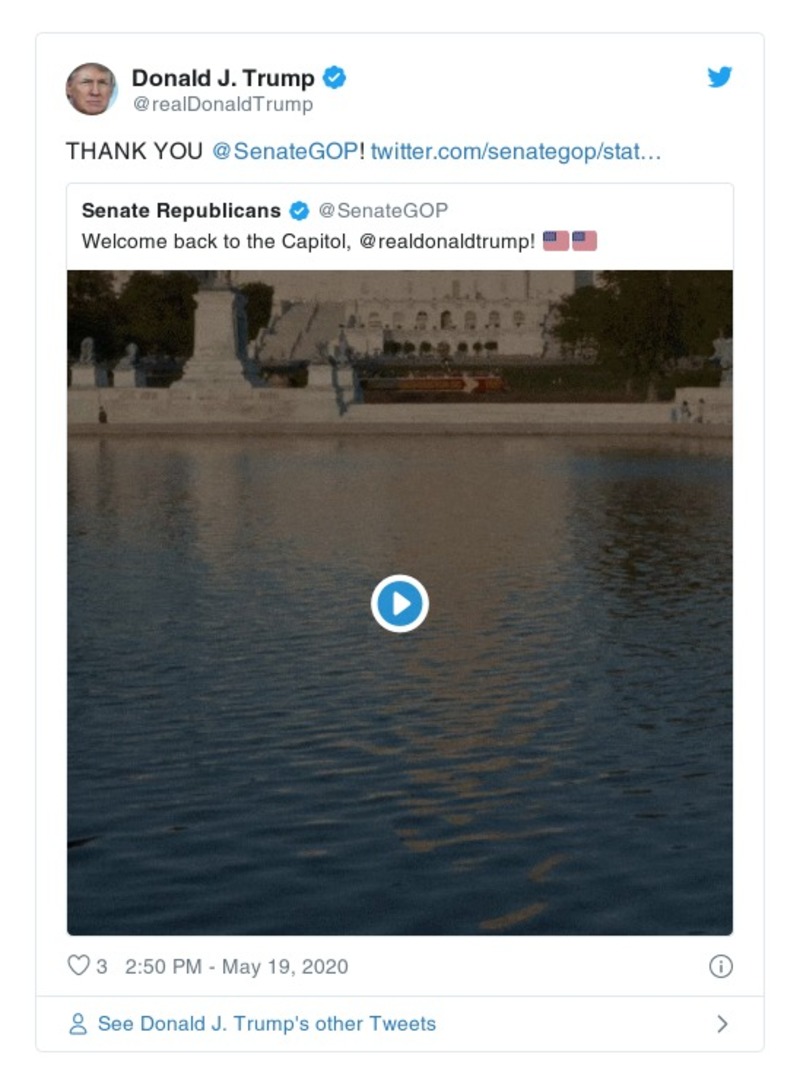 Donald J. Trump
@realDonaldTrump
THANK YOU @SenateGOP! twitter.com/senategop/stat…
Senate Republicans @SenateGOP
Welcome back to the Capitol, @realdonaldtrump! 🇺🇸🇺🇸
3 2:50 PM - May 19, 2020
See Donald J. Trump's other Tweets